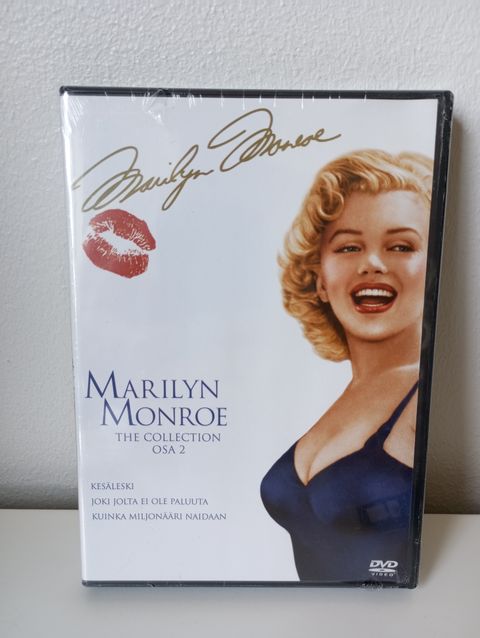 Marilyn Monroe
MARILYN
MONROE
THE COLLECTION
OSA 2
KESÄLESKI
JOKI JOLTA EI OLE PALUUTA
KUINKA MILJONÄÄRI NAIDAAN
DVD
VIDEO